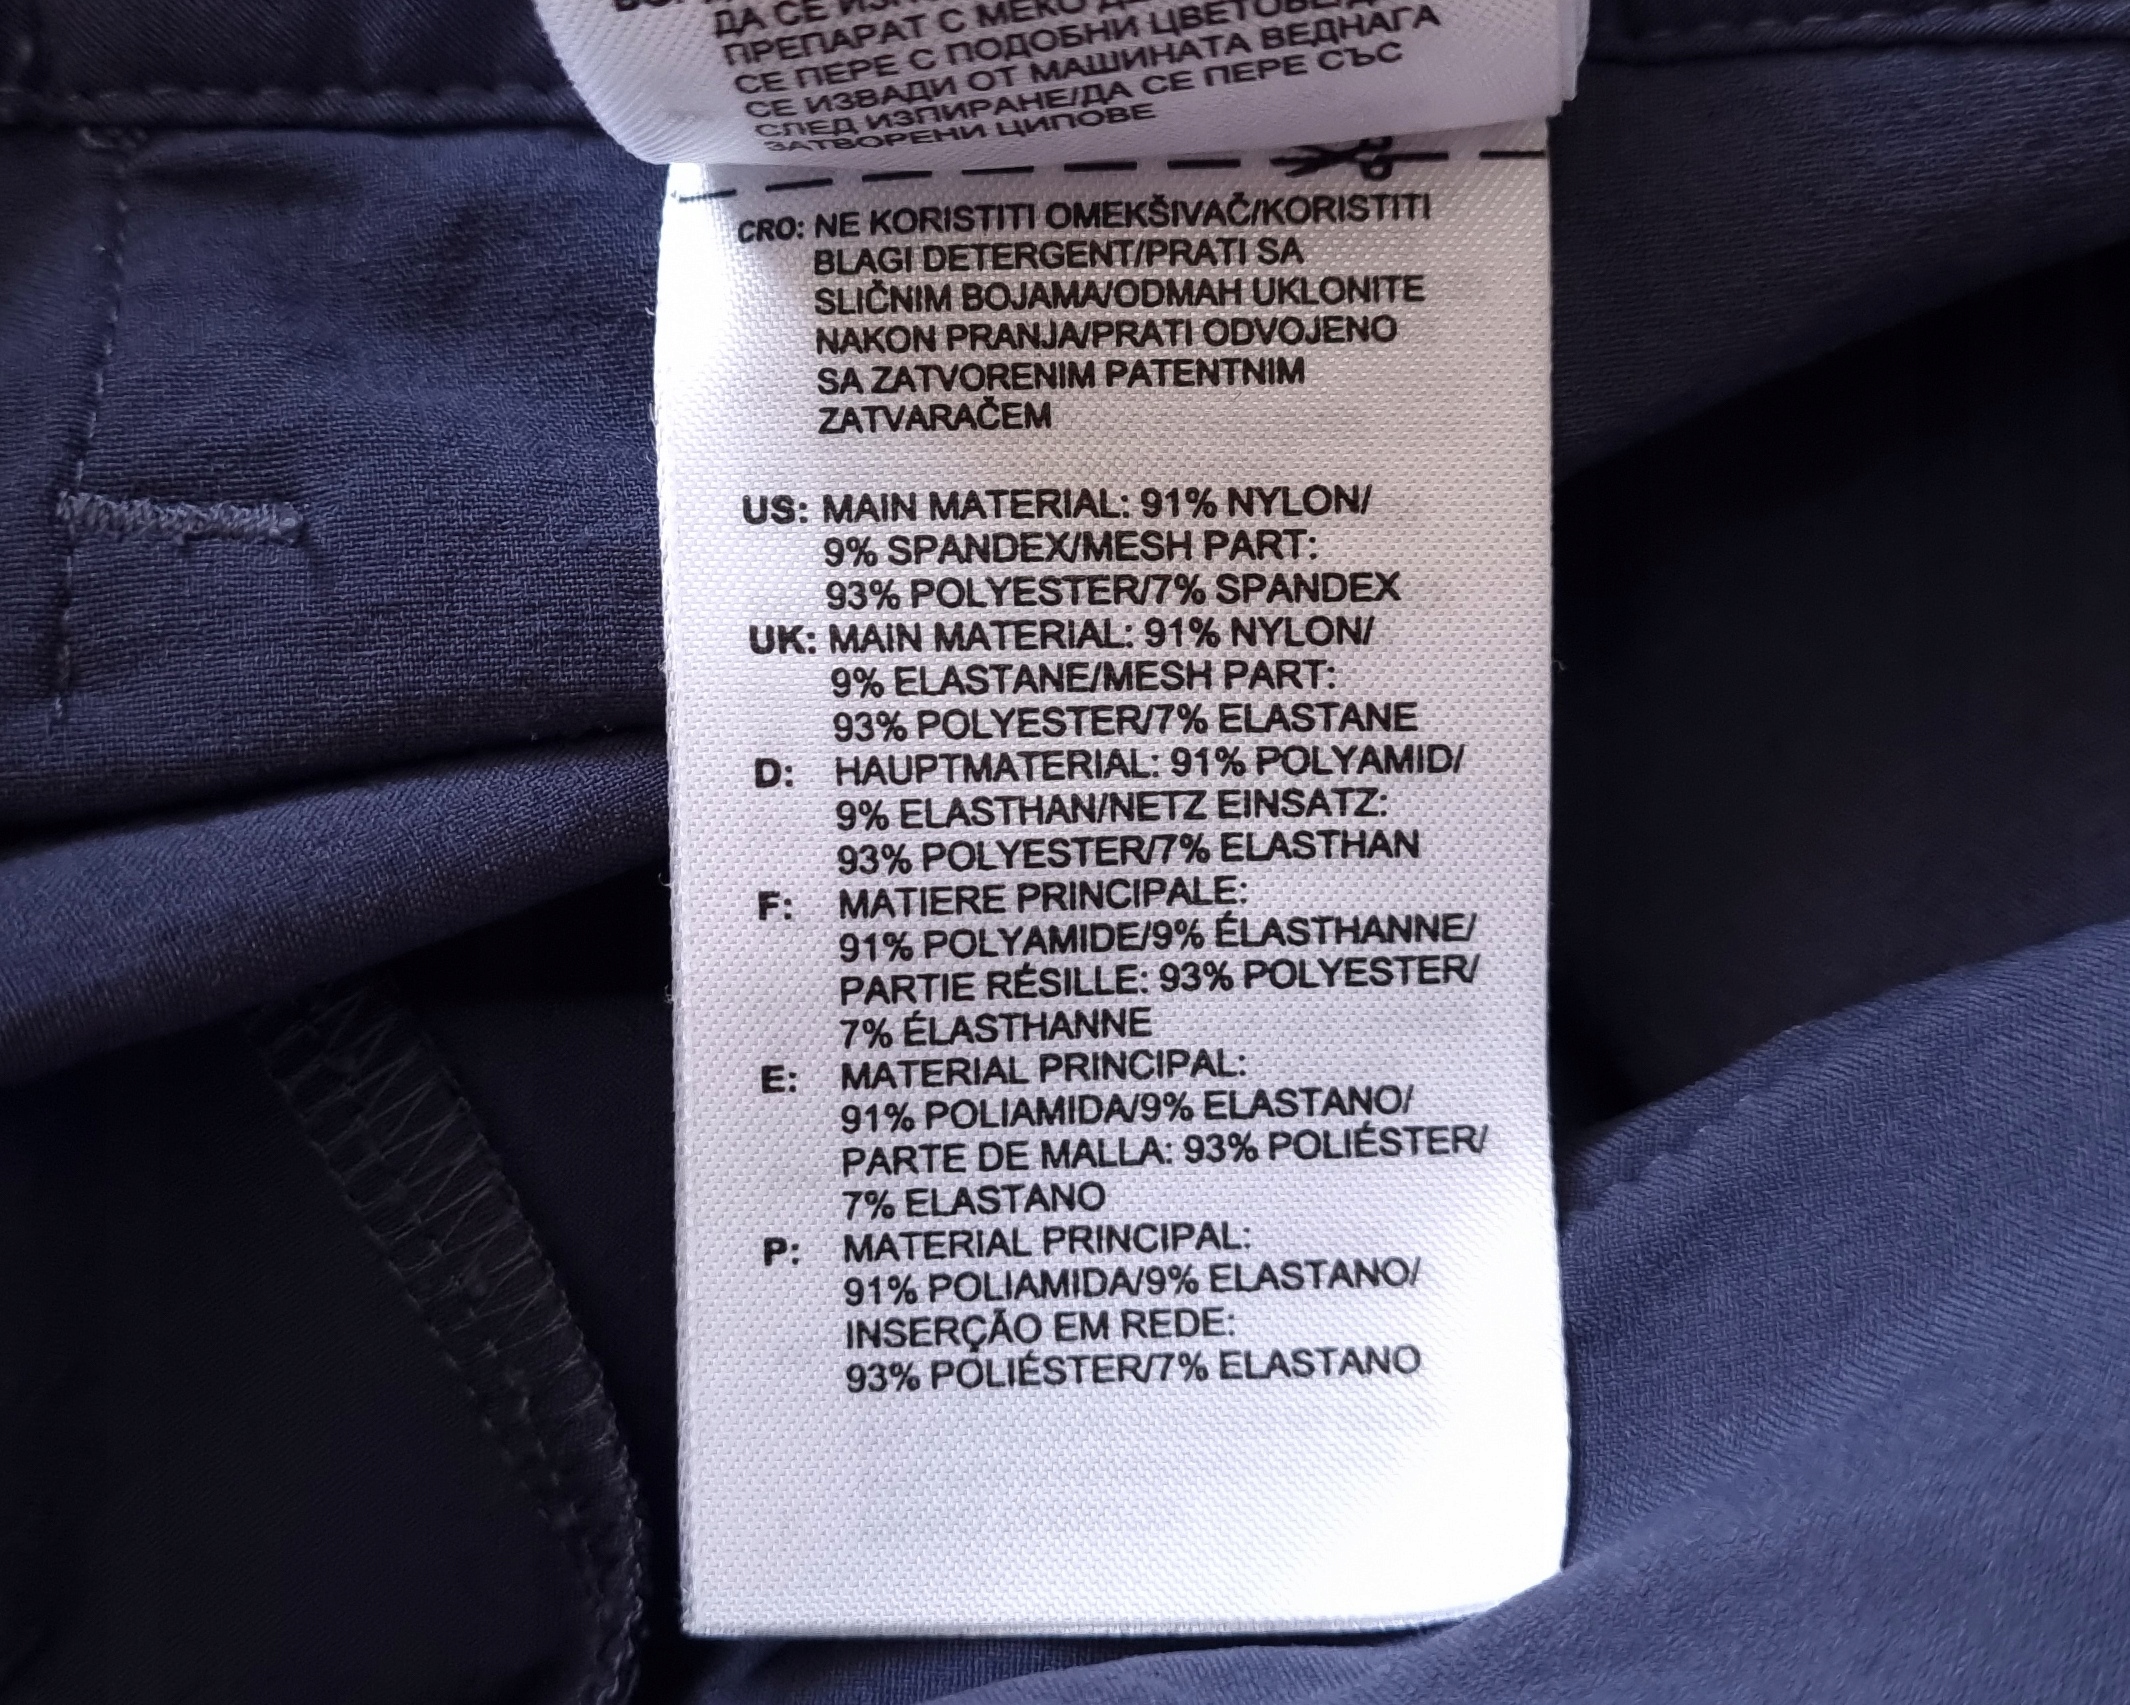 ДА СЕ
ПРЕПАРАТ С МЕКО
СЕ ПЕРЕ С ПОДОБНИ ЦВЕТОВЕ/
СЕ ИЗВАДИ ОТ МАШИНАТА ВЕДНАГА
СЛЕД ИЗПИРАНЕ/ДА СЕ ПЕРЕ СЪС
ЗАТВОРЕНИ ЦИПОВЕ
CRO: NE KORISTITI OMEKŠIVAČ/KORISTITI
BLAGI DETERGENT/PRATI SA
SLIČNIM BOJAMA/ODMAH UKLONITE
NAKON PRANJA/PRATI ODVOJENO
SA ZATVORENIM PATENTNIM
ZATVARAČEM
US: MAIN MATERIAL: 91% NYLON/
9% SPANDEX/MESH PART:
93% POLYESTER/7% SPANDEX
UK: MAIN MATERIAL: 91% NYLON/
9% ELASTANE/MESH PART:
93% POLYESTER/7% ELASTANE
D: HAUPTMATERIAL: 91% POLYAMID/
9% ELASTHAN/NETZ EINSATZ:
93% POLYESTER/7% ELASTHAN
F: MATIERE PRINCIPALE:
91% POLYAMIDE/9% ÉLASTHANNE/
PARTIE RÉSILLE: 93% POLYESTER/
7% ÉLASTHANNE
E: MATERIAL PRINCIPAL:
91% POLIAMIDA/9% ELASTANO/
PARTE DE MALLA: 93% POLIÉSTER/
7% ELASTANO
P: MATERIAL PRINCIPAL:
91% POLIAMIDA/9% ELASTANO/
INSERÇÃO EM REDE:
93% POLIÉSTER/7% ELASTANO